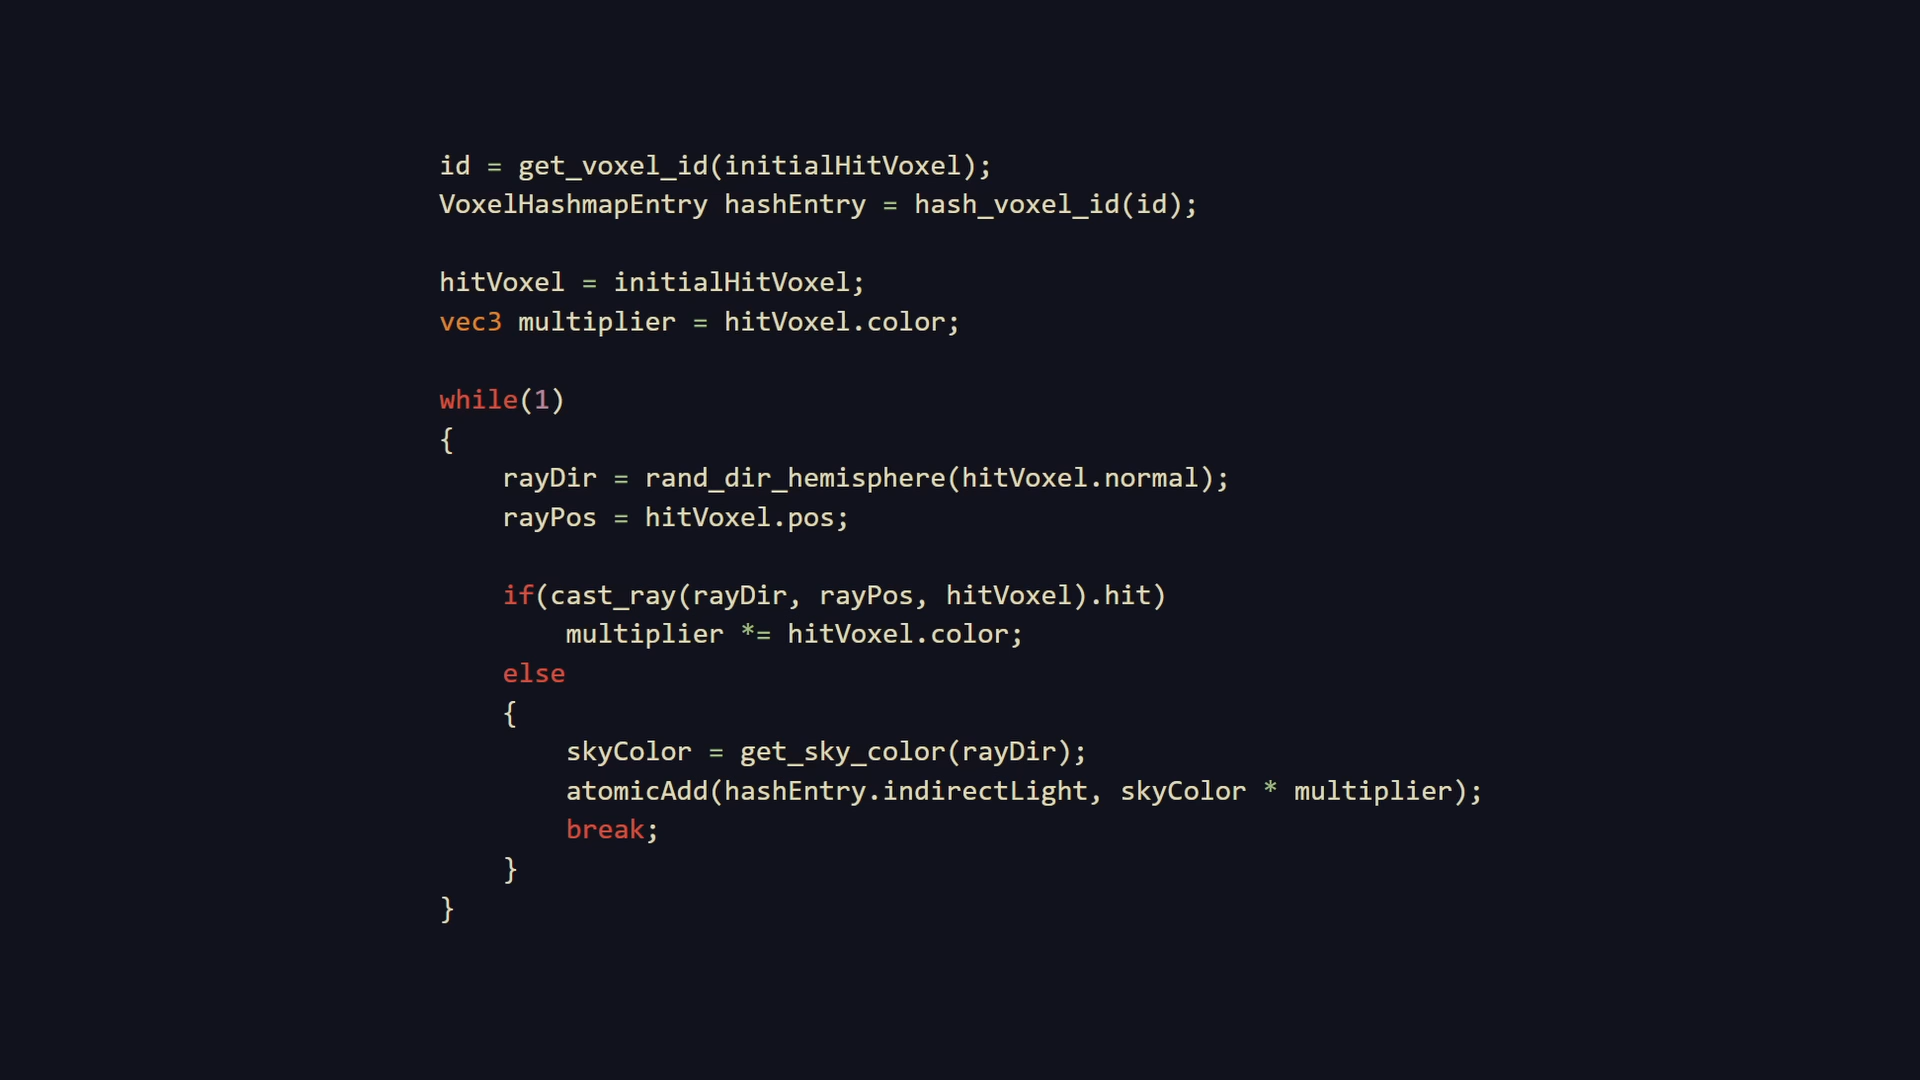 id = get_voxel_id(initialHitVoxel);
VoxelHashmapEntry hashEntry = hash_voxel_id(id);

hitVoxel = initialHitVoxel;
vec3 multiplier = hitVoxel.color;

while(1)
{
    rayDir = rand_dir_hemisphere(hitVoxel.normal);
    rayPos = hitVoxel.pos;

    if(cast_ray(rayDir, rayPos, hitVoxel).hit)
        multiplier *= hitVoxel.color;
    else
    {
        skyColor = get_sky_color(rayDir);
        atomicAdd(hashEntry.indirectLight, skyColor * multiplier);
        break;
    }
}